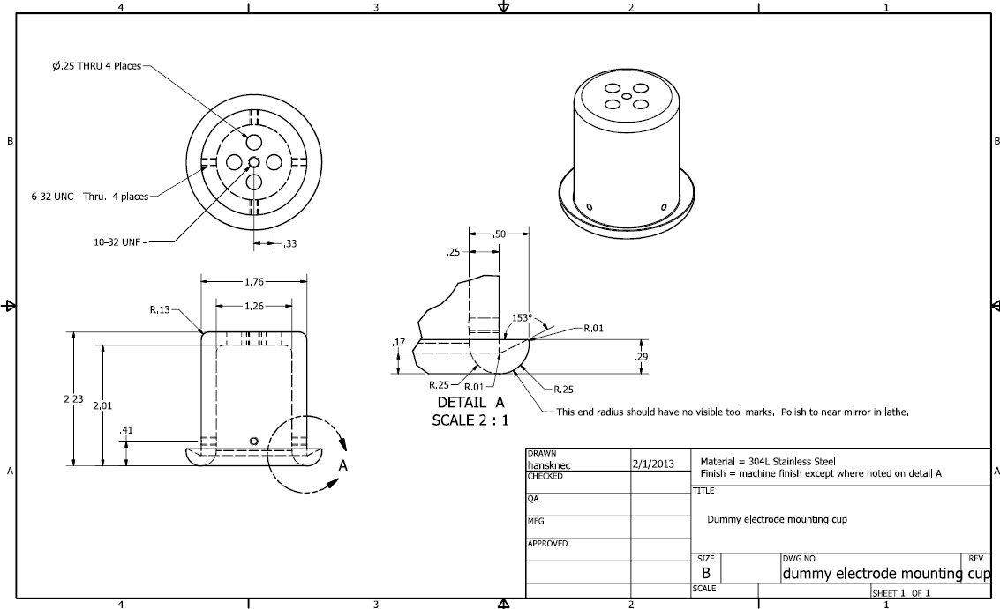 4 3 2 1
B B
Ø.25 THRU 4 Places
6-32 UNC - Thru. 4 places
10-32 UNF -
.33
.50
.25
1.76
1.26
R.13
153°
R.01
.17
.29
R.25 R.01 R.25
DETAIL A
SCALE 2 : 1
2.23
2.01
.41
A
This end radius should have no visible tool marks. Polish to near mirror in lathe.
A A
DRAWN
hansknec 2/1/2013
CHECKED
QA
MFG
APPROVED
Material = 304L Stainless Steel
Finish = machine finish except where noted on detail A
TITLE
Dummy electrode mounting cup
SIZE DWG NO REV
B dummy electrode mounting cup
SCALE SHEET 1 OF 1
4 3 2 1